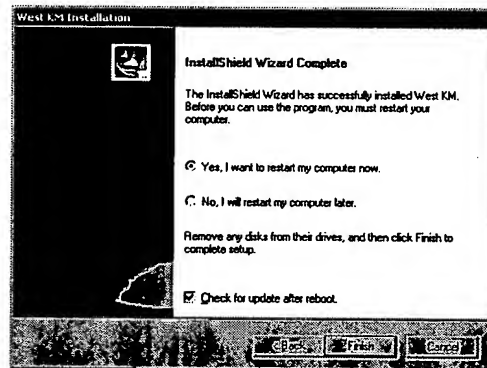 West KM Installation
InstallShield Wizard Complete
The InstallShield Wizard has successfully installed West KM.
Before you can use the program, you must restart your
computer.
Yes, I want to restart my computer now.
No, I will restart my computer later.
Remove any disks from their drives, and then click Finish to
complete setup.
Check for update after reboot.
< Back
Finish
Cancel